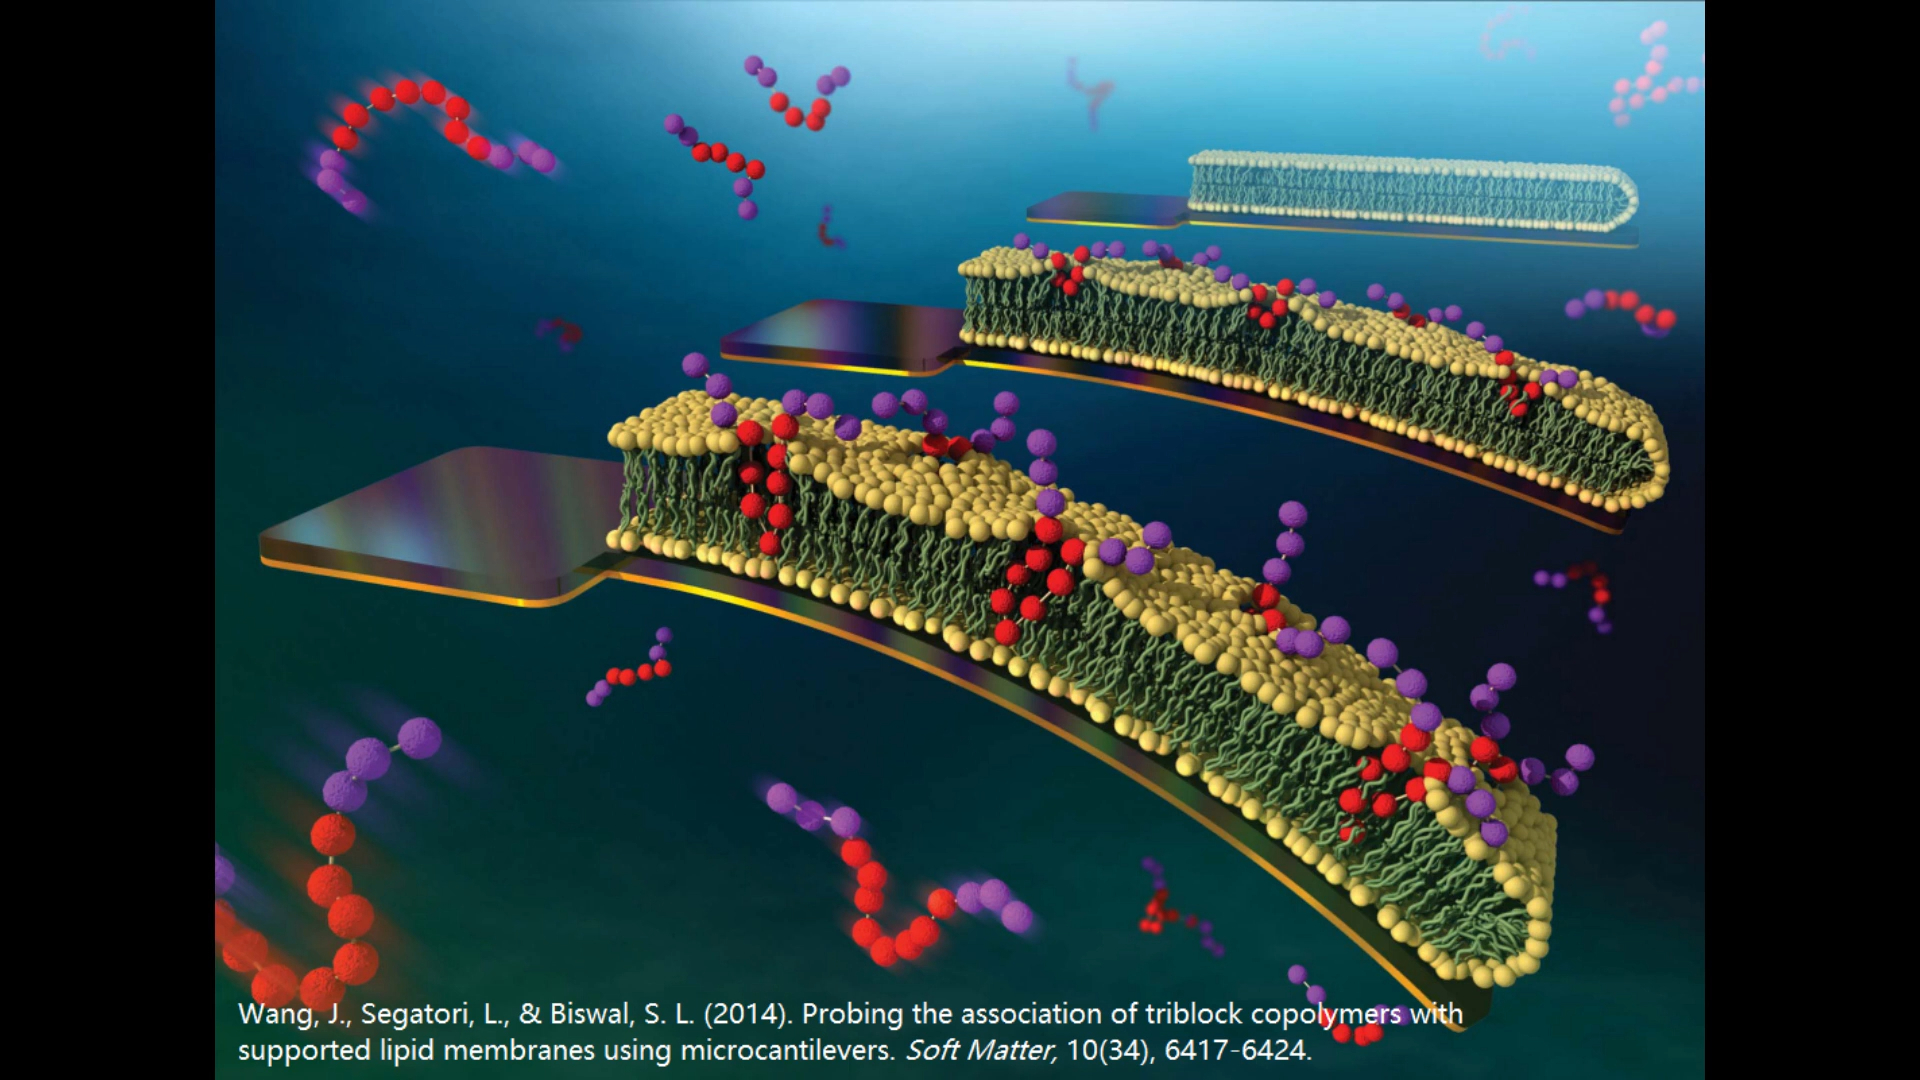 Wang, J., Segatori, L., & Biswal, S. L. (2014). Probing the association of triblock copolymers with
supported lipid membranes using microcantilevers. Soft Matter, 10(34), 6417-6424.